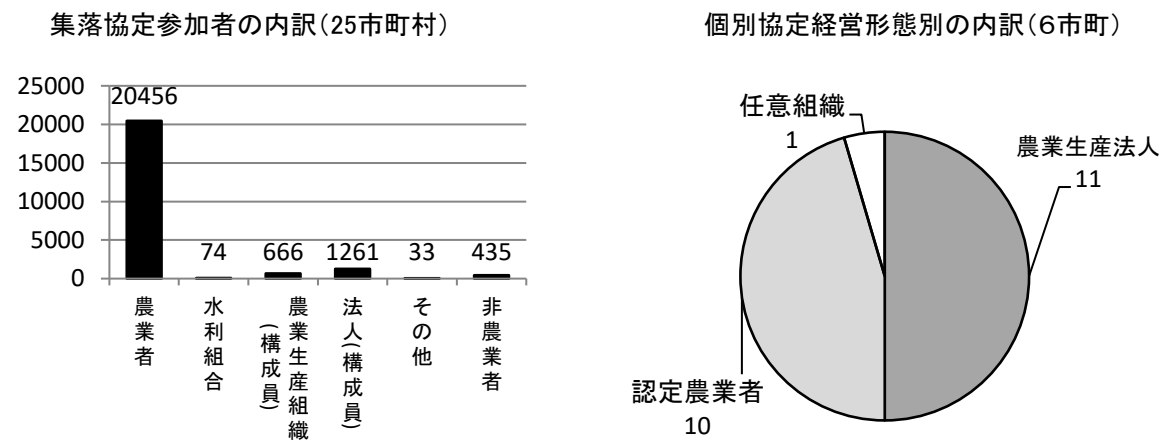 集落協定参加者の内訳(25市町村)
25000
20000
15000
10000
5000
0
20456
74
666
1261
33
435
農業者
水利組合
農業生産組織
(構成員)
法人(構成員)
その他
非農業者
個別協定経営形態別の内訳(6市町)
任意組織
1
農業生産法人
11
認定農業者
10